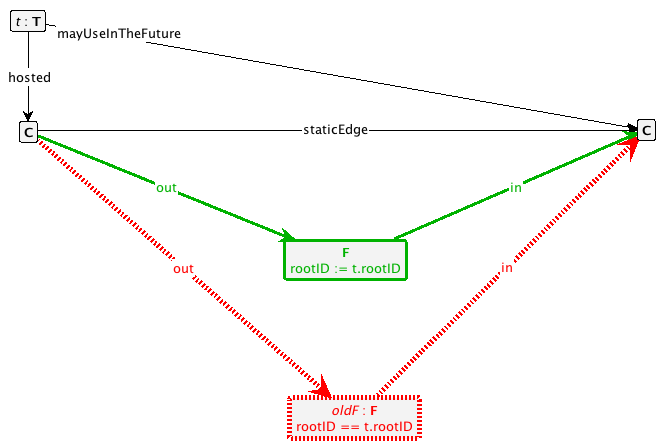 t : T
mayUseInTheFuture
hosted
C
staticEdge
C
out
in
F
rootID := t.rootID
out
in
oldF : F
rootID == t.rootID